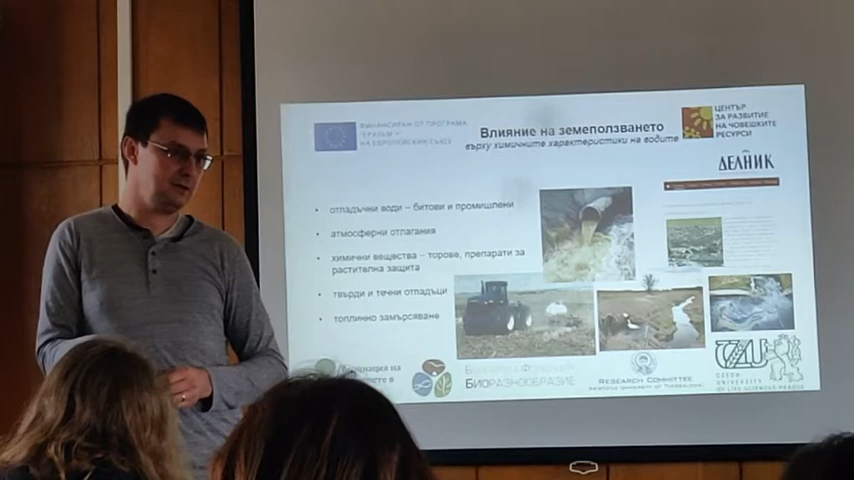 ФИНАНСИРАН ОТ ПРОГРАМА
НА ЕВРОПЕЙСКИЯ СЪЮЗ
Влияние на земеползването
върху химичните характеристики на водите
ЦЕНТЪР
ЗА РАЗВИТИЕ
НА ЧОВЕШКИТЕ
РЕСУРСИ
ДЕЛНИК
• отпадъчни води – битови и промишлени
• атмосферни отлагания
• химични вещества – торове, препарати за
растителна защита
• твърди и течни отпадъци
• топлинно замърсяване
на
в
БИОРАЗНООБРАЗИЕ
RESEARCH COMMITTEE
CZECH
UNIVERSITY OF LIFE SCIENCES PRAGUE